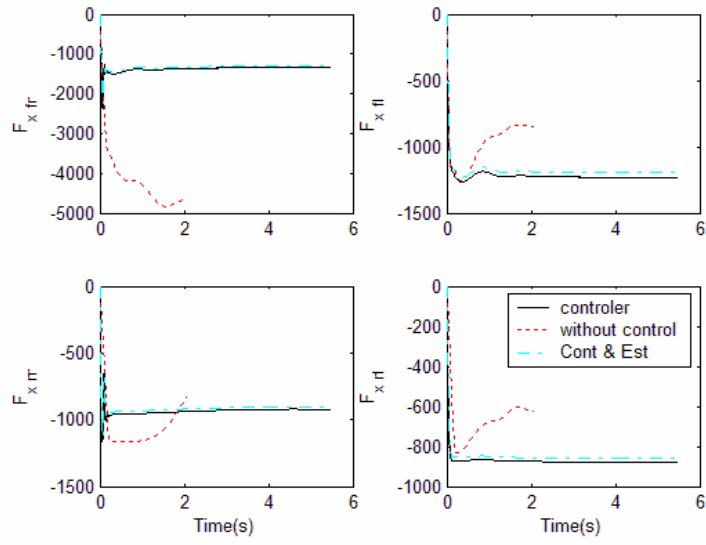 0
-1000
-2000
-3000
-4000
-5000
0 2 4 6
F x fr
0
-500
-1000
-1500
0 2 4 6
F x fl
0
-500
-1000
-1500
0 2 4 6
F x rr
Time(s)
0
-200
-400
-600
-800
-1000
0 2 4 6
F x rl
Time(s)
controler
without control
Cont & Est